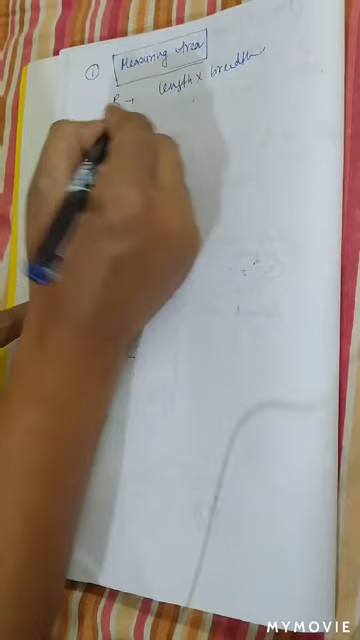 ① Measuring Area
length × breadth
R →
MYMOVIE